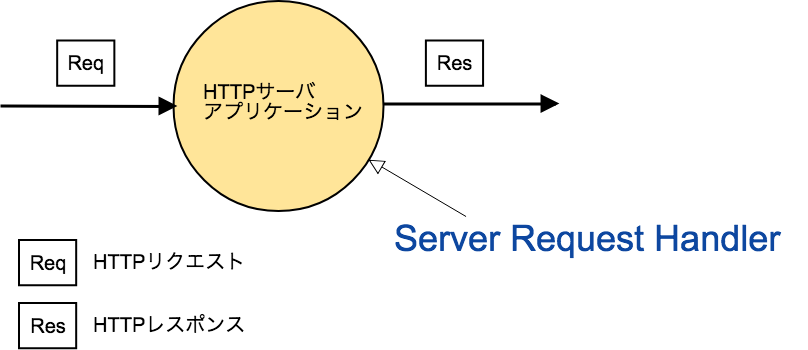 Req
Res
HTTPサーバ
アプリケーション
Server Request Handler
Req HTTPリクエスト
Res HTTPレスポンス